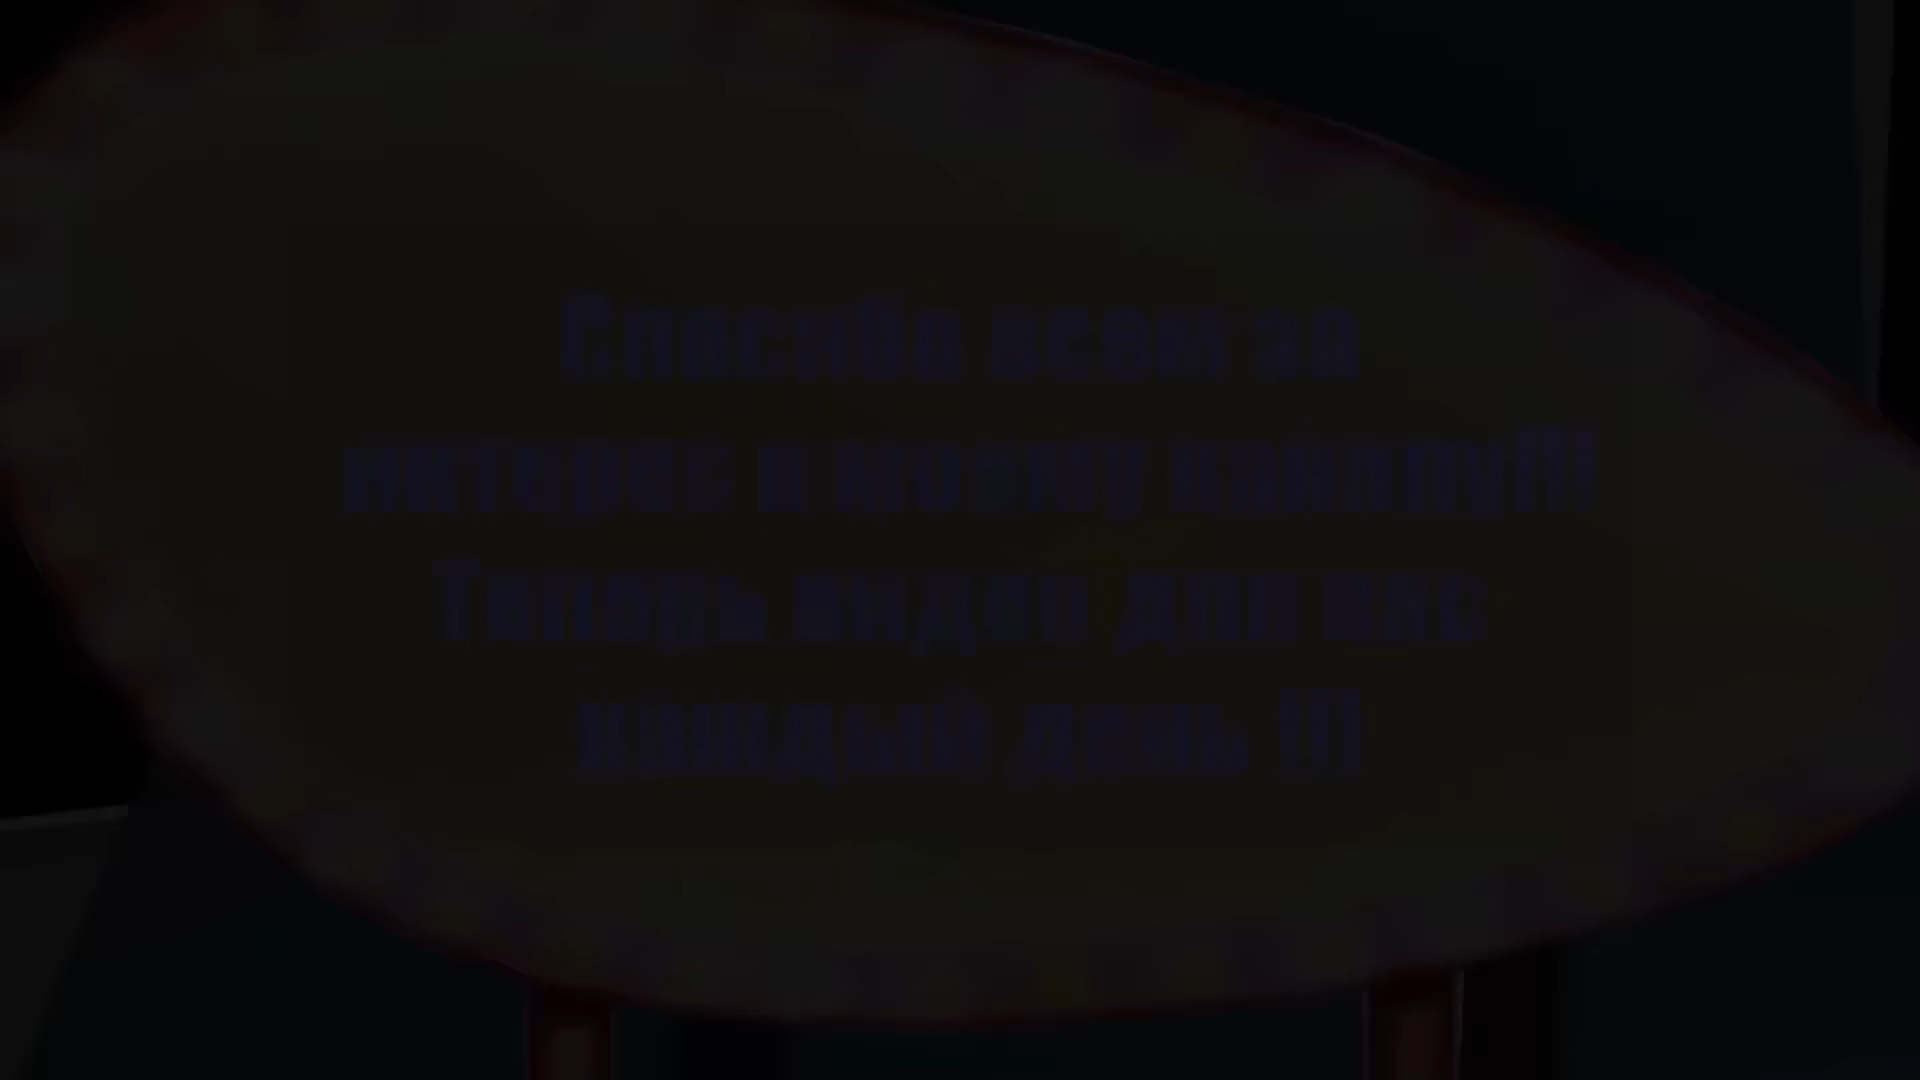 Спасибо всем за
интерес к моему каналу!!!
Теперь видео для вас
каждый день !!!